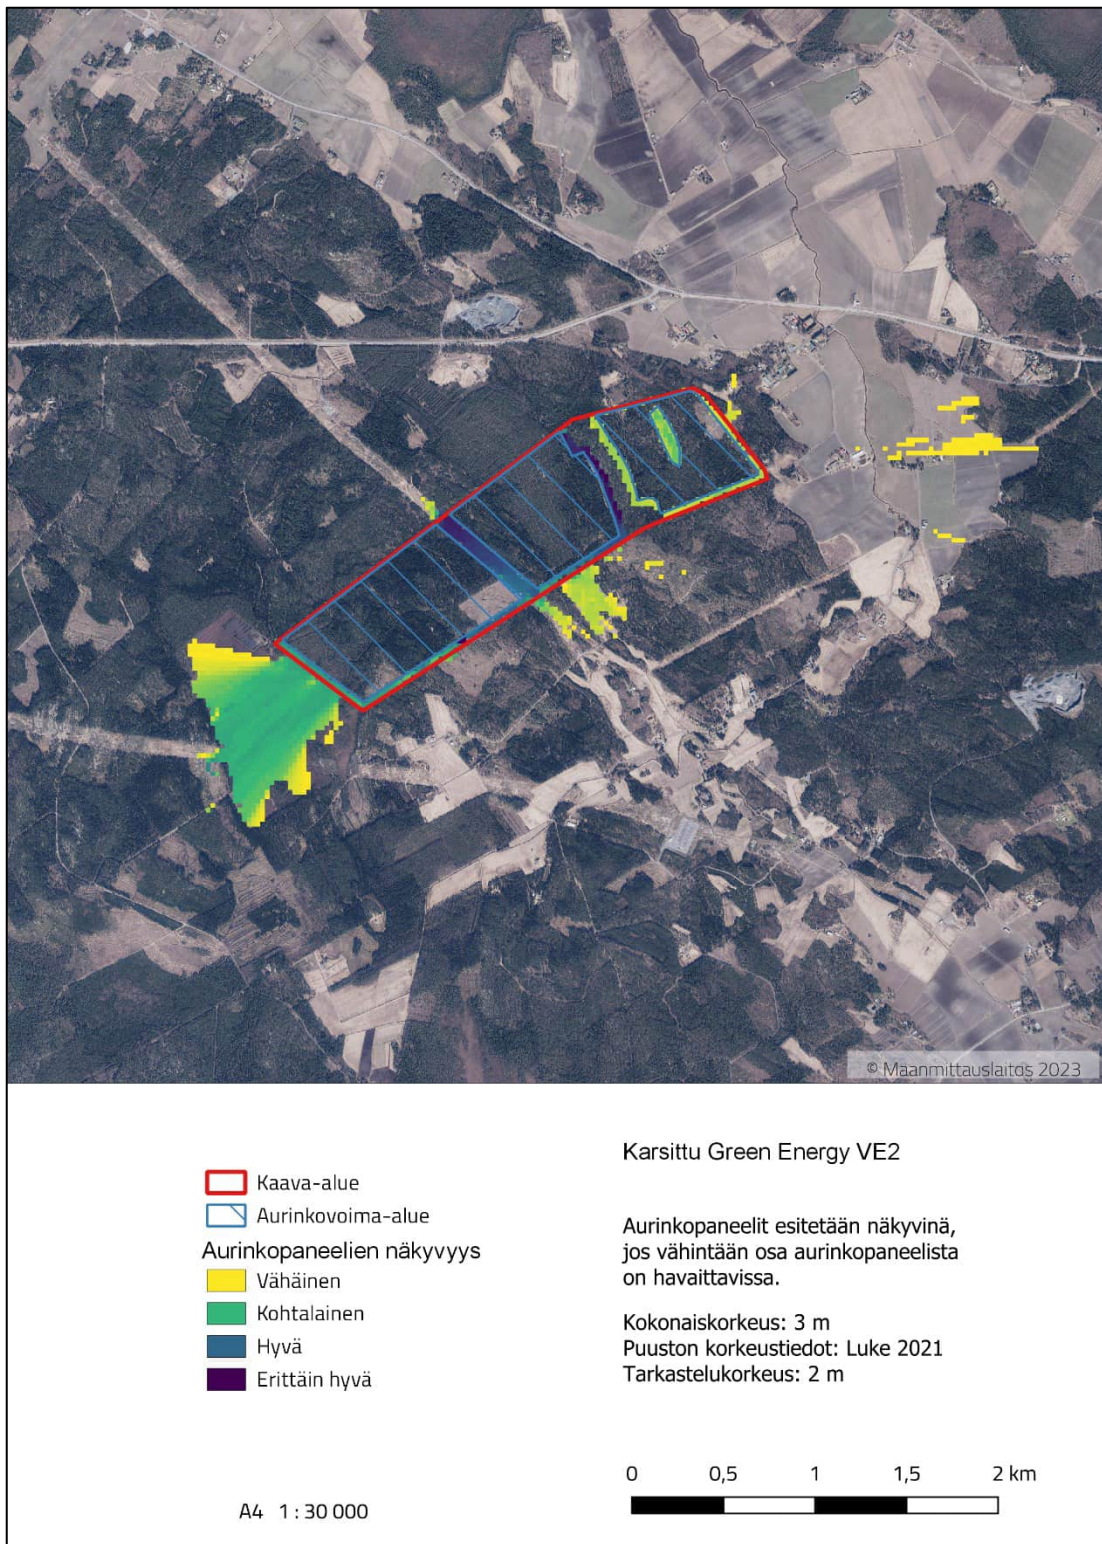 © Maanmittauslaitos 2023
Kaava-alue
Aurinkovoima-alue
Aurinkopaneelien näkyvyys
Vähäinen
Kohtalainen
Hyvä
Erittäin hyvä
A4 1 : 30 000
Karsittu Green Energy VE2
Aurinkopaneelit esitetään näkyvinä,
jos vähintään osa aurinkopaneelista
on havaittavissa.
Kokonaiskorkeus: 3 m
Puuston korkeustiedot: Luke 2021
Tarkastelukorkeus: 2 m
0 0,5 1 1,5 2 km